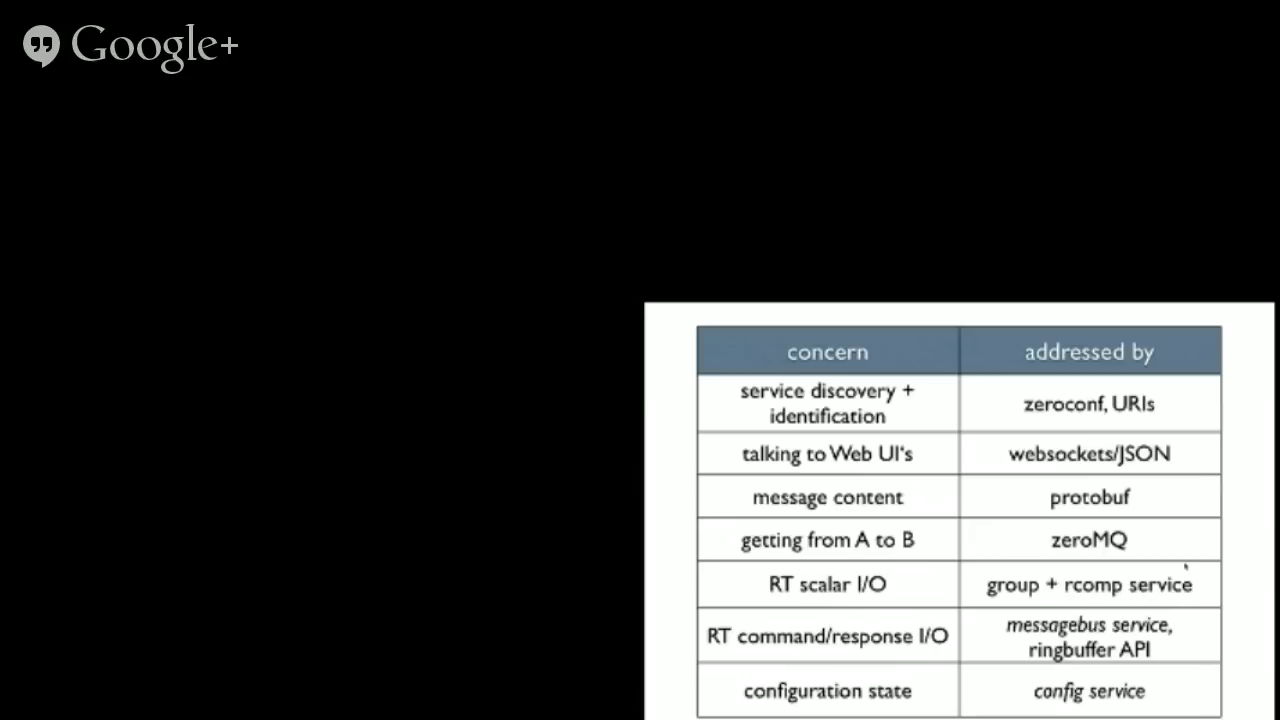 Google+
concern
addressed by
service discovery +
identification
zeroconf, URIs
talking to Web UI's
websockets/JSON
message content
protobuf
getting from A to B
zeroMQ
RT scalar I/O
group + rcomp service
RT command/response I/O
messagebus service,
ringbuffer API
configuration state
config service